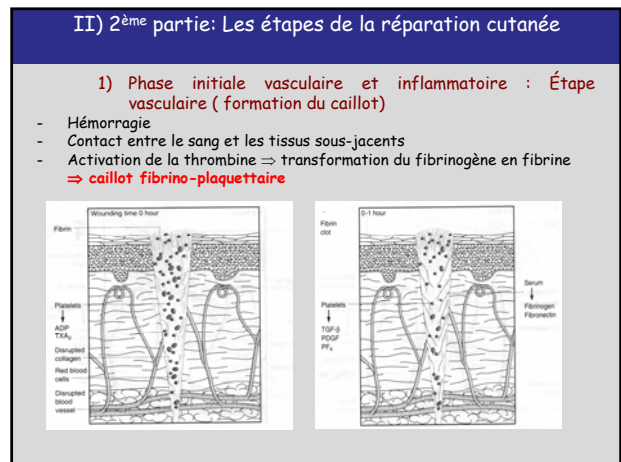 II) 2ème partie: Les étapes de la réparation cutanée
1) Phase initiale vasculaire et inflammatoire : Étape
vasculaire ( formation du caillot)
- Hémorragie
- Contact entre le sang et les tissus sous-jacents
- Activation de la thrombine ⇒ transformation du fibrinogène en fibrine
⇒ caillot fibrino-plaquettaire
Wounding time 0 hour
Fibrin
Platelets
ADP
TXA2
Disrupted
collagen
Red blood
cells
Disrupted
blood
vessel
0-1 hour
Fibrin
clot
Platelets
TGF-β
PDGF
PF4
Serum
Fibrinogen
Fibronectin